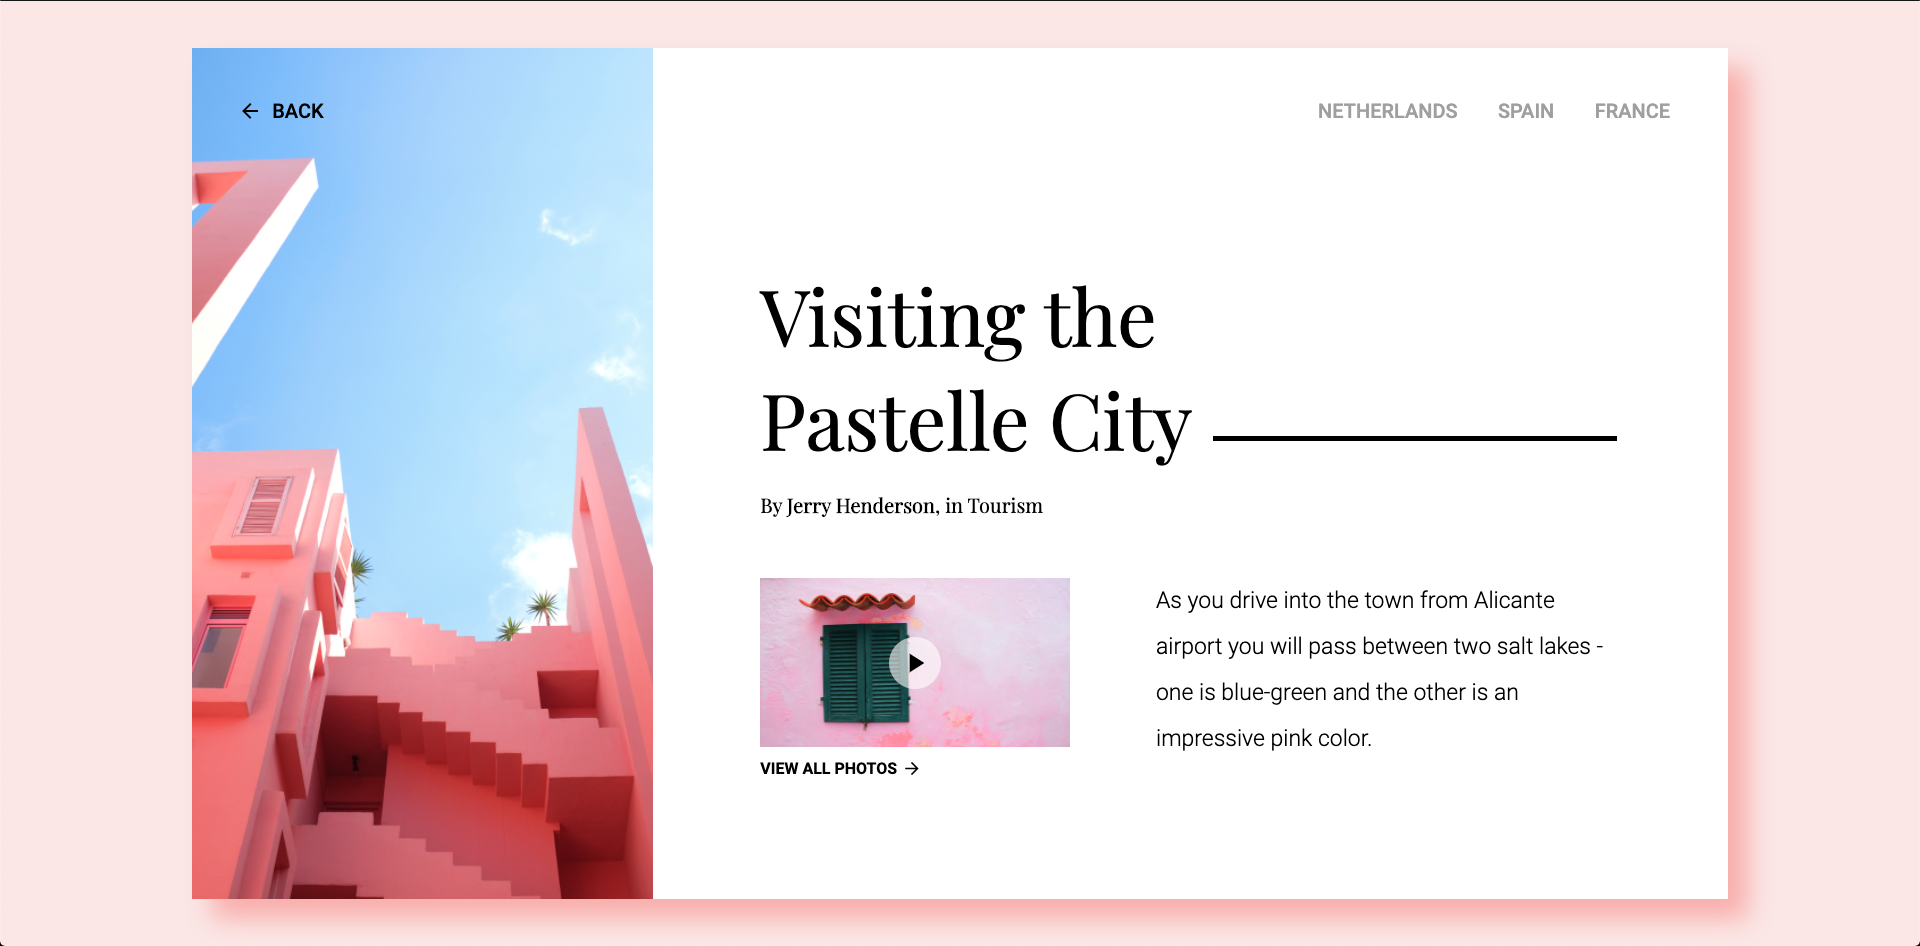 BACK
NETHERLANDS SPAIN FRANCE
Visiting the
Pastelle City
By Jerry Henderson, in Tourism
As you drive into the town from Alicante
airport you will pass between two salt lakes -
one is blue-green and the other is an
impressive pink color.
VIEW ALL PHOTOS